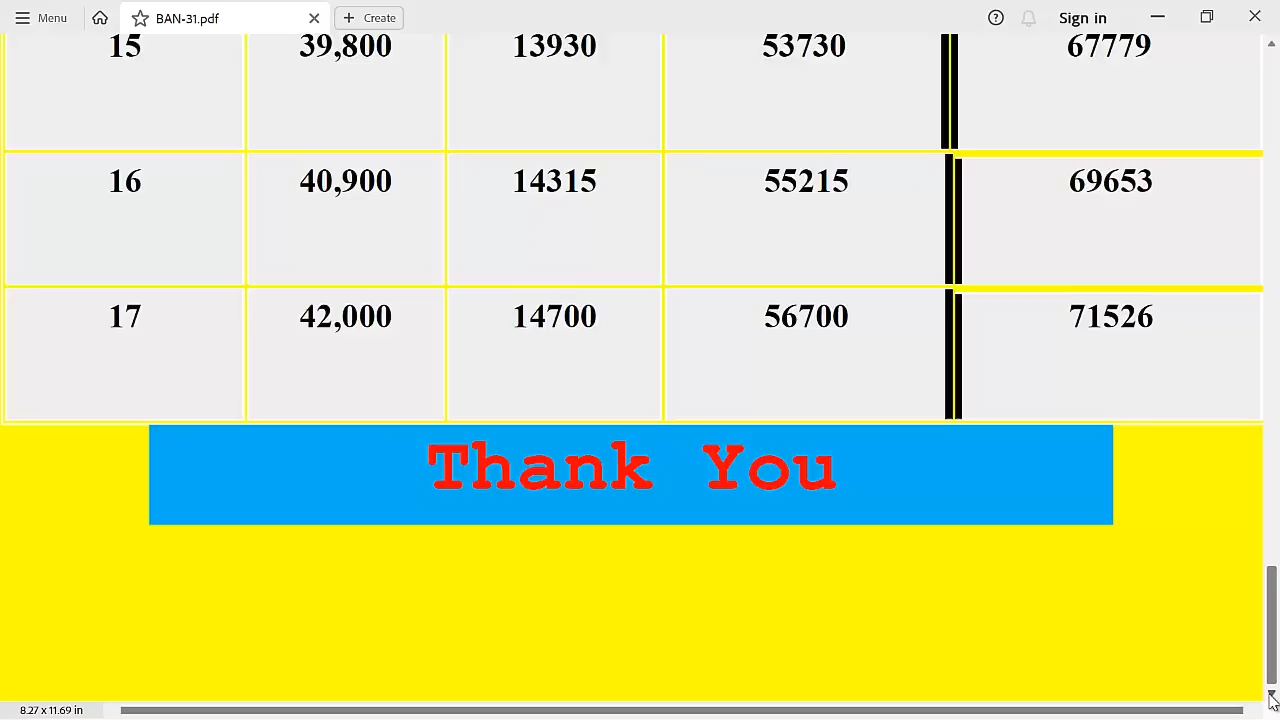 Menu BAN-31.pdf Create Sign in
15 39,800 13930 53730 67779
16 40,900 14315 55215 69653
17 42,000 14700 56700 71526
Thank You
8.27 x 11.69 in